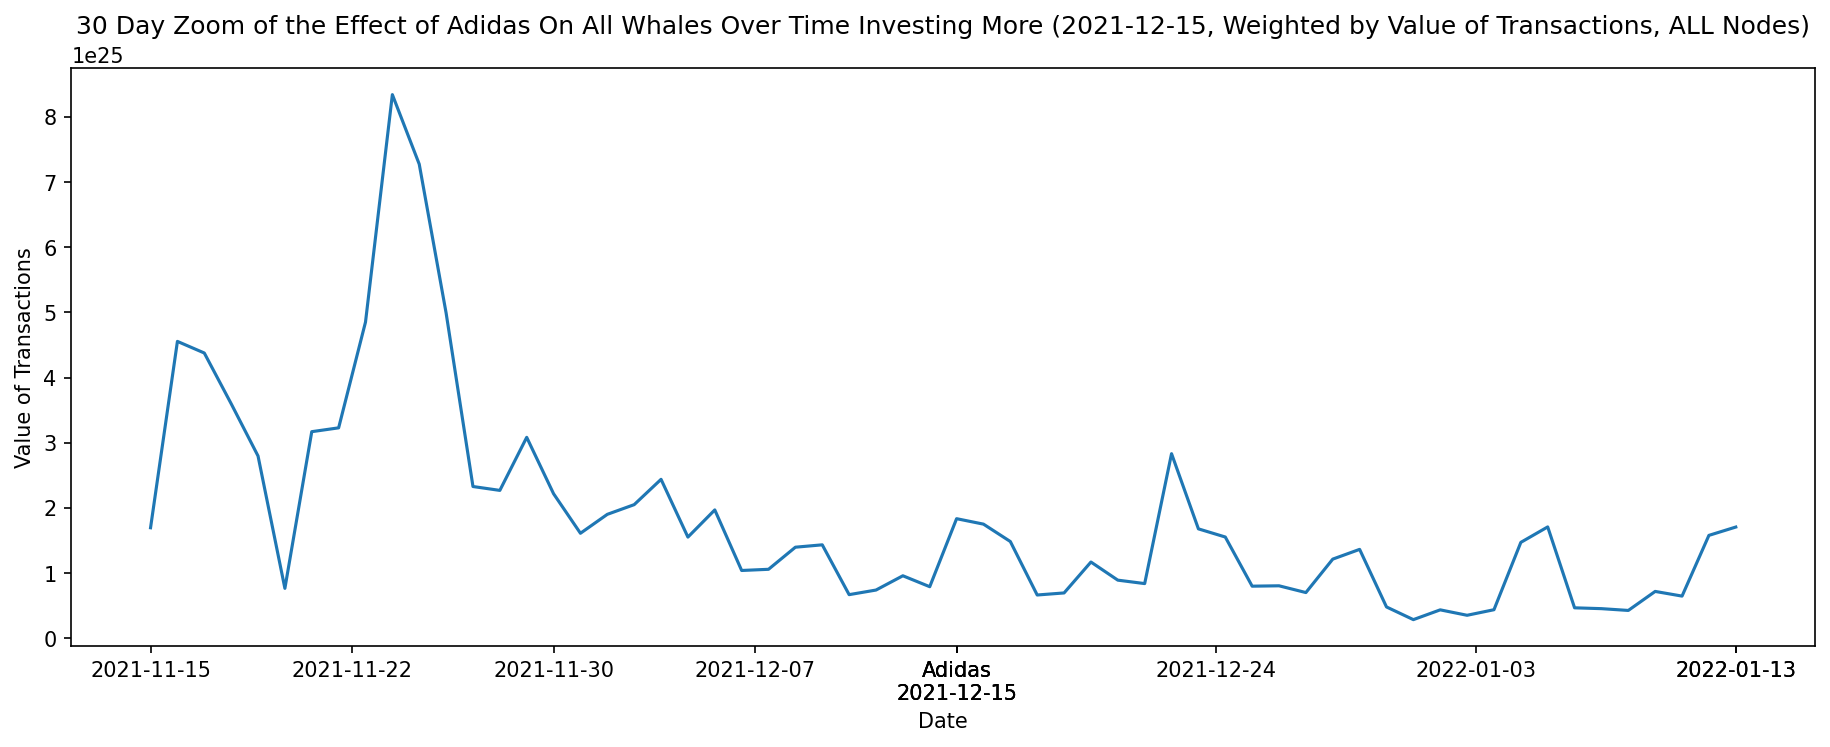 30 Day Zoom of the Effect of Adidas On All Whales Over Time Investing More (2021-12-15, Weighted by Value of Transactions, ALL Nodes)
1e25
8
7
6
5
4
3
2
1
0
Value of Transactions
2021-11-15 2021-11-22 2021-11-30 2021-12-07 Adidas 2021-12-24 2022-01-03 2022-01-13
2021-12-15
Date